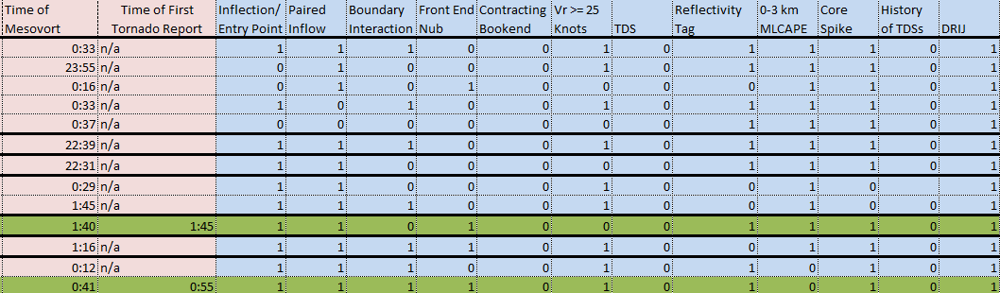 Time of Time of First Inflection/ Paired Boundary Front End Contracting Vr >= 25 Reflectivity 0-3 km Core History
Mesovort Tornado Report Entry Point Inflow Interaction Nub Bookend Knots TDS Tag MLCAPE Spike of TDSs DRIJ
0:33 n/a 1 1 1 0 0 1 0 1 1 1 0 1
23:55 n/a 0 1 0 0 0 1 0 1 1 1 0 1
0:16 n/a 0 1 0 1 0 1 0 0 1 1 0 1
0:33 n/a 1 0 1 0 0 1 0 1 1 1 0 1
0:37 n/a 0 0 0 0 0 1 0 1 1 1 0 1
22:39 n/a 1 1 1 0 0 1 0 1 1 1 0 1
22:31 n/a 1 1 0 0 0 1 0 1 1 1 0 1
0:29 n/a 1 1 0 0 0 1 0 0 1 0 1
1:45 n/a 1 1 1 0 0 1 0 0 1 0 0 1
1:40 1:45 1 1 0 1 0 0 0 1 1 1 0 1
1:16 n/a 1 1 1 1 0 1 0 1 1 1 0 1
0:12 n/a 1 1 1 0 0 1 0 1 0 1 0 1
0:41 0:55 1 1 1 1 0 1 0 1 0 1 0 1